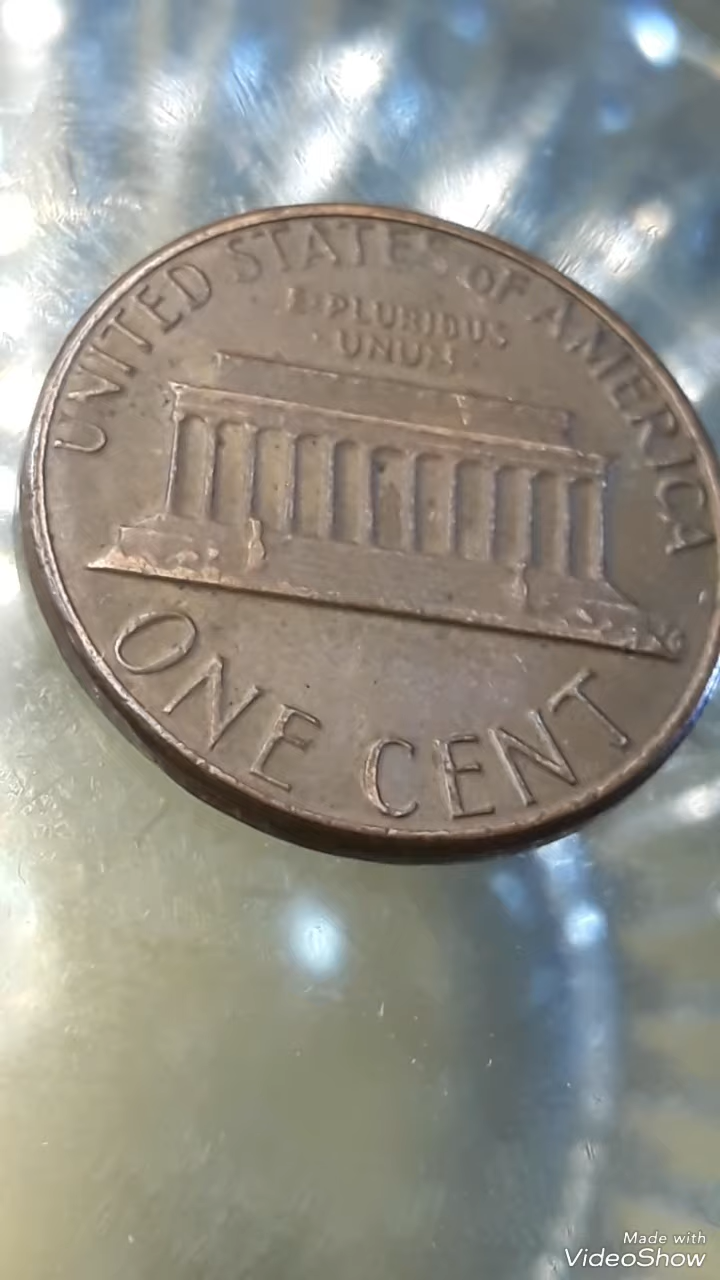 UNITED STATES OF AMERICA
E·PLURIBUS
UNUM
ONE CENT
Made with
VideoShow